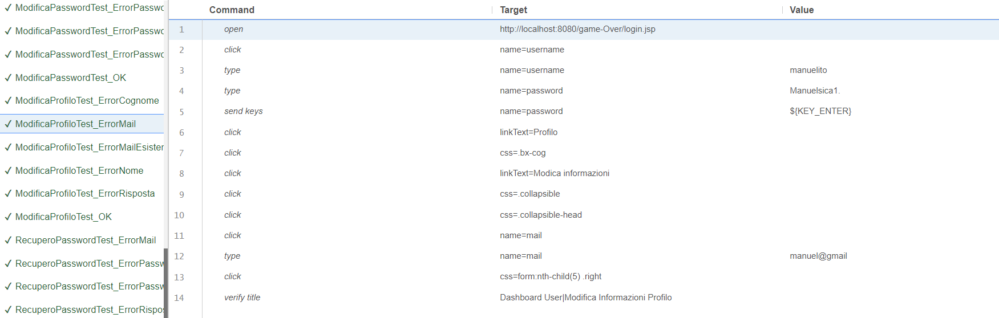 ModificaPasswordTest_ErrorPasswo
ModificaPasswordTest_ErrorPasswo
ModificaPasswordTest_ErrorPasswo
ModificaPasswordTest_OK
ModificaProfiloTest_ErrorCognome
ModificaProfiloTest_ErrorMail
ModificaProfiloTest_ErrorMailEsister
ModificaProfiloTest_ErrorNome
ModificaProfiloTest_ErrorRisposta
ModificaProfiloTest_OK
RecuperoPasswordTest_ErrorMail
RecuperoPasswordTest_ErrorPassw
RecuperoPasswordTest_ErrorPassw
RecuperoPasswordTest_ErrorRispos
Command Target Value
1 open http://localhost:8080/game-Over/login.jsp
2 click name=username
3 type name=username manuelito
4 type name=password Manuelsica1.
5 send keys name=password ${KEY_ENTER}
6 click linkText=Profilo
7 click css=.bx-cog
8 click linkText=Modica informazioni
9 click css=.collapsible
10 click css=.collapsible-head
11 click name=mail
12 type name=mail manuel@gmail
13 click css=form:nth-child(5) .right
14 verify title Dashboard User|Modifica Informazioni Profilo